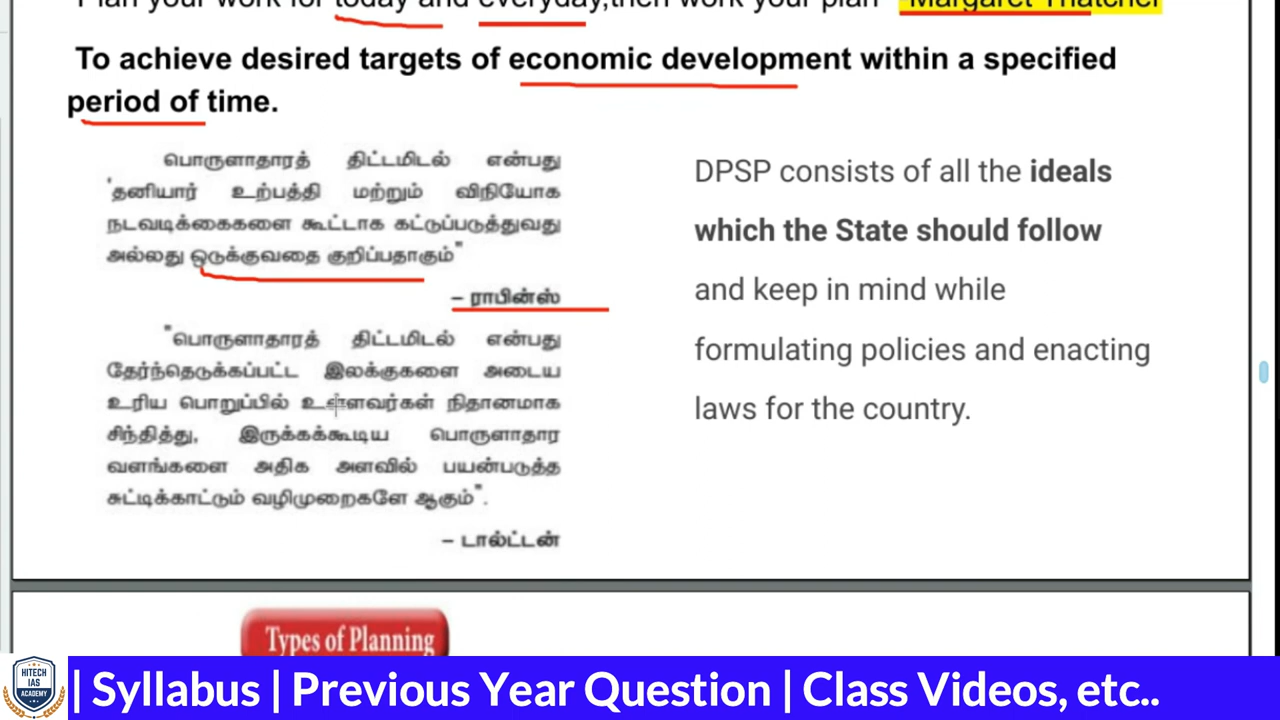 Plan your work for today and everyday,then work your plan -Margaret Thatcher
To achieve desired targets of economic development within a specified
period of time.
பொருளாதாரத் திட்டமிடல் என்பது
'தனியார் உற்பத்தி மற்றும் விநியோக
நடவடிக்கைகளை கூட்டாக கட்டுப்படுத்துவது
அல்லது ஒடுக்குவதை குறிப்பதாகும்"
– ராபின்ஸ்
"பொருளாதாரத் திட்டமிடல் என்பது
தேர்ந்தெடுக்கப்பட்ட இலக்குகளை அடைய
உரிய பொறுப்பில் உள்ளவர்கள் நிதானமாக
சிந்தித்து, இருக்கக்கூடிய பொருளாதார
வளங்களை அதிக அளவில் பயன்படுத்த
சுட்டிக்காட்டும் வழிமுறைகளே ஆகும்".
– டால்ட்டன்
DPSP consists of all the ideals
which the State should follow
and keep in mind while
formulating policies and enacting
laws for the country.
Types of Planning
HITECH
IAS
ACADEMY
| Syllabus | Previous Year Question | Class Videos, etc..